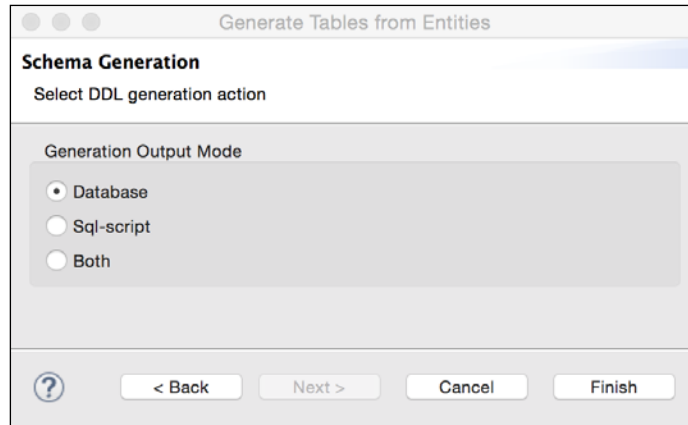 Generate Tables from Entities
Schema Generation
Select DDL generation action
Generation Output Mode
Database
Sql-script
Both
?
< Back
Next >
Cancel
Finish